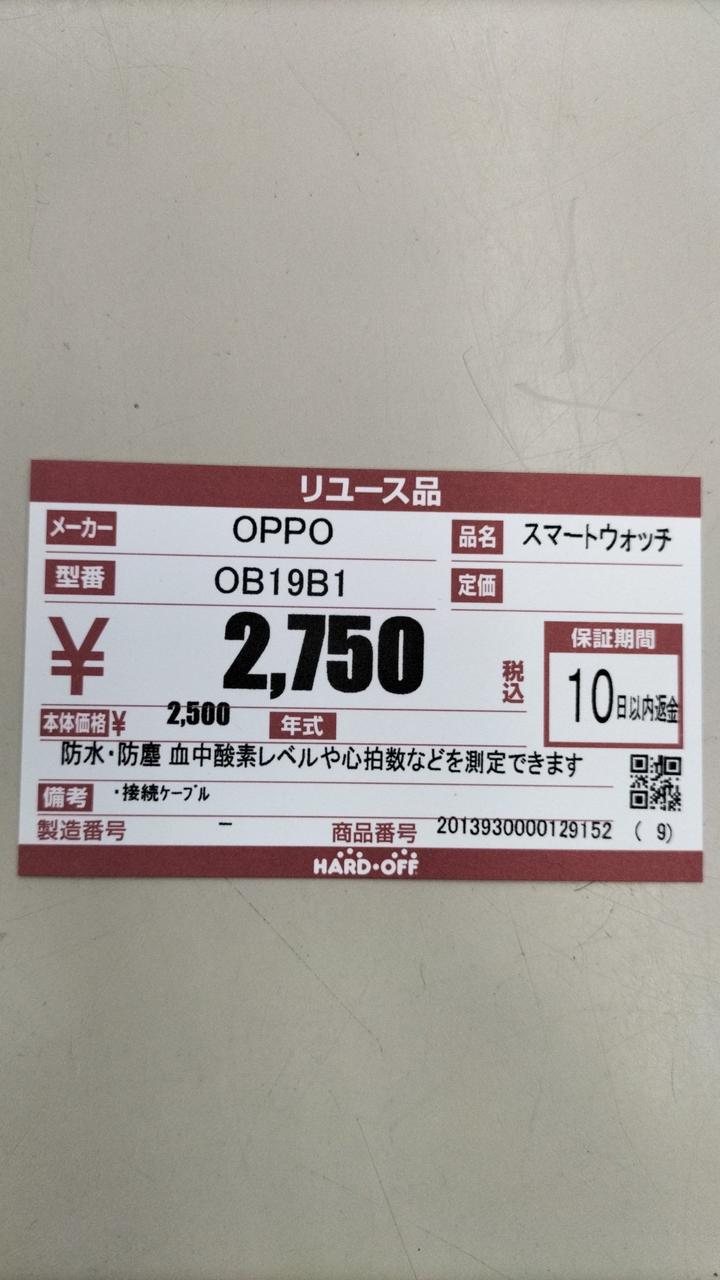 リユース品
メーカー OPPO 品名 スマートウォッチ
型番 OB19B1 定価
¥ 2,750 税込
保証期間
10日以内返金
本体価格¥ 2,500 年式
防水・防塵 血中酸素レベルや心拍数などを測定できます
備考 ・接続ｹｰﾌﾞﾙ
製造番号 － 商品番号 2013930000129152 ( 9)
HARD・OFF